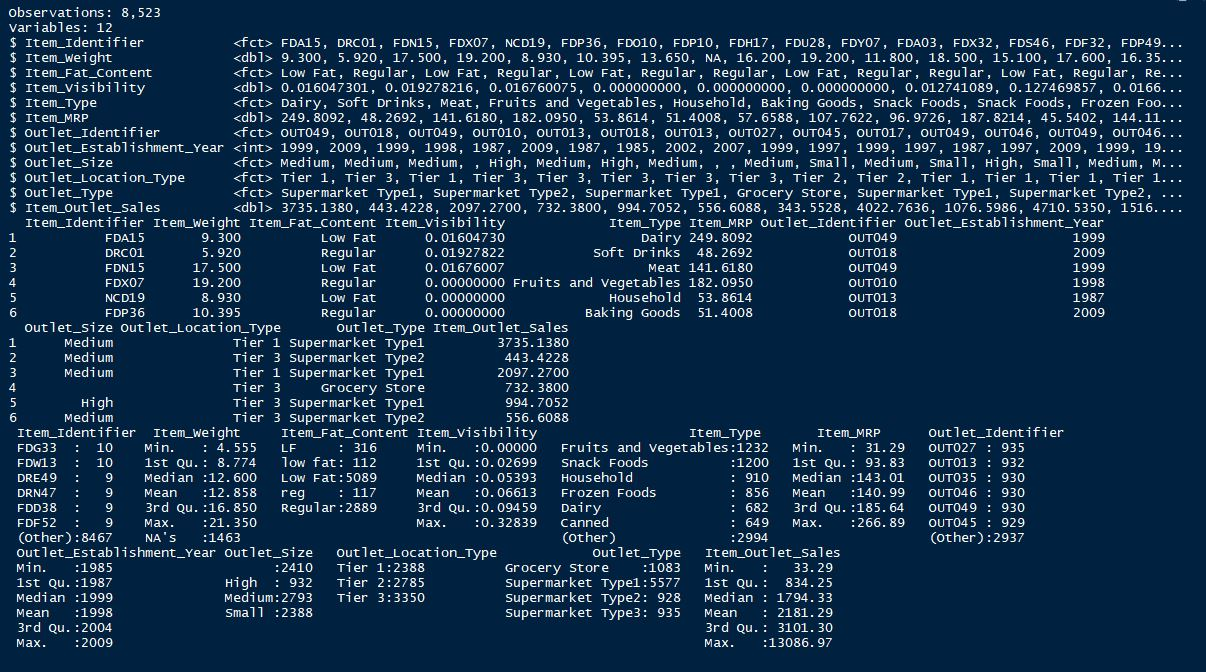 Observations: 8,523
Variables: 12
$ Item_Identifier           <fct> FDA15, DRC01, FDN15, FDX07, NCD19, FDP36, FDO10, FDP10, FDH17, FDU28, FDY07, FDA03, FDX32, FDS46, FDF32, FDP49...
$ Item_Weight               <dbl> 9.300, 5.920, 17.500, 19.200, 8.930, 10.395, 13.650, NA, 16.200, 19.200, 11.800, 18.500, 15.100, 17.600, 16.35...
$ Item_Fat_Content          <fct> Low Fat, Regular, Low Fat, Regular, Low Fat, Regular, Regular, Low Fat, Regular, Regular, Low Fat, Regular, Re...
$ Item_Visibility           <dbl> 0.016047301, 0.019278216, 0.016760075, 0.000000000, 0.000000000, 0.000000000, 0.012741089, 0.127469857, 0.0166...
$ Item_Type                 <fct> Dairy, Soft Drinks, Meat, Fruits and Vegetables, Household, Baking Goods, Snack Foods, Snack Foods, Frozen Foo...
$ Item_MRP                  <dbl> 249.8092, 48.2692, 141.6180, 182.0950, 53.8614, 51.4008, 57.6588, 107.7622, 96.9726, 187.8214, 45.5402, 144.11...
$ Outlet_Identifier         <fct> OUT049, OUT018, OUT049, OUT010, OUT013, OUT018, OUT013, OUT027, OUT045, OUT017, OUT049, OUT046, OUT049, OUT046...
$ Outlet_Establishment_Year <int> 1999, 2009, 1999, 1998, 1987, 2009, 1987, 1985, 2002, 2007, 1999, 1997, 1999, 1997, 1987, 1997, 2009, 1999, 19...
$ Outlet_Size               <fct> Medium, Medium, Medium, , High, Medium, High, Medium, , , Medium, Small, Medium, Small, High, Small, Medium, M...
$ Outlet_Location_Type      <fct> Tier 1, Tier 3, Tier 1, Tier 3, Tier 3, Tier 3, Tier 3, Tier 3, Tier 2, Tier 2, Tier 1, Tier 1, Tier 1, Tier 1...
$ Outlet_Type               <fct> Supermarket Type1, Supermarket Type2, Supermarket Type1, Grocery Store, Supermarket Type1, Supermarket Type2, ...
$ Item_Outlet_Sales         <dbl> 3735.1380, 443.4228, 2097.2700, 732.3800, 994.7052, 556.6088, 343.5528, 4022.7636, 1076.5986, 4710.5350, 1516....
  Item_Identifier Item_Weight Item_Fat_Content Item_Visibility             Item_Type Item_MRP Outlet_Identifier Outlet_Establishment_Year
1           FDA15       9.300          Low Fat      0.01604730                 Dairy 249.8092            OUT049                      1999
2           DRC01       5.920          Regular      0.01927822           Soft Drinks  48.2692            OUT018                      2009
3           FDN15      17.500          Low Fat      0.01676007                  Meat 141.6180            OUT049                      1999
4           FDX07      19.200          Regular      0.00000000 Fruits and Vegetables 182.0950            OUT010                      1998
5           NCD19       8.930          Low Fat      0.00000000             Household  53.8614            OUT013                      1987
6           FDP36      10.395          Regular      0.00000000          Baking Goods  51.4008            OUT018                      2009
  Outlet_Size Outlet_Location_Type       Outlet_Type Item_Outlet_Sales
1      Medium               Tier 1 Supermarket Type1         3735.1380
2      Medium               Tier 3 Supermarket Type2          443.4228
3      Medium               Tier 1 Supermarket Type1         2097.2700
4                           Tier 3     Grocery Store          732.3800
5        High               Tier 3 Supermarket Type1          994.7052
6      Medium               Tier 3 Supermarket Type2          556.6088
 Item_Identifier  Item_Weight     Item_Fat_Content Item_Visibility                   Item_Type       Item_MRP      Outlet_Identifier
 FDG33  :  10    Min.   : 4.555   LF     : 316     Min.   :0.00000   Fruits and Vegetables:1232   Min.   : 31.29   OUT027 : 935
 FDW13  :  10    1st Qu.: 8.774   low fat: 112     1st Qu.:0.02699   Snack Foods          :1200   1st Qu.: 93.83   OUT013 : 932
 DRE49  :   9    Median :12.600   Low Fat:5089     Median :0.05393   Household            : 910   Median :143.01   OUT035 : 930
 DRN47  :   9    Mean   :12.858   reg    : 117     Mean   :0.06613   Frozen Foods         : 856   Mean   :140.99   OUT046 : 930
 FDD38  :   9    3rd Qu.:16.850   Regular:2889     3rd Qu.:0.09459   Dairy                : 682   3rd Qu.:185.64   OUT049 : 930
 FDF52  :   9    Max.   :21.350                    Max.   :0.32839   Canned               : 649   Max.   :266.89   OUT045 : 929
 (Other):8467    NA's   :1463                                        (Other)              :2994                    (Other):2937
 Outlet_Establishment_Year Outlet_Size   Outlet_Location_Type            Outlet_Type   Item_Outlet_Sales
 Min.   :1985                    :2410   Tier 1:2388          Grocery Store    :1083   Min.   :   33.29
 1st Qu.:1987              High  : 932   Tier 2:2785          Supermarket Type1:5577   1st Qu.:  834.25
 Median :1999              Medium:2793   Tier 3:3350          Supermarket Type2: 928   Median : 1794.33
 Mean   :1998              Small :2388                        Supermarket Type3: 935   Mean   : 2181.29
 3rd Qu.:2004                                                                          3rd Qu.: 3101.30
 Max.   :2009                                                                          Max.   :13086.97